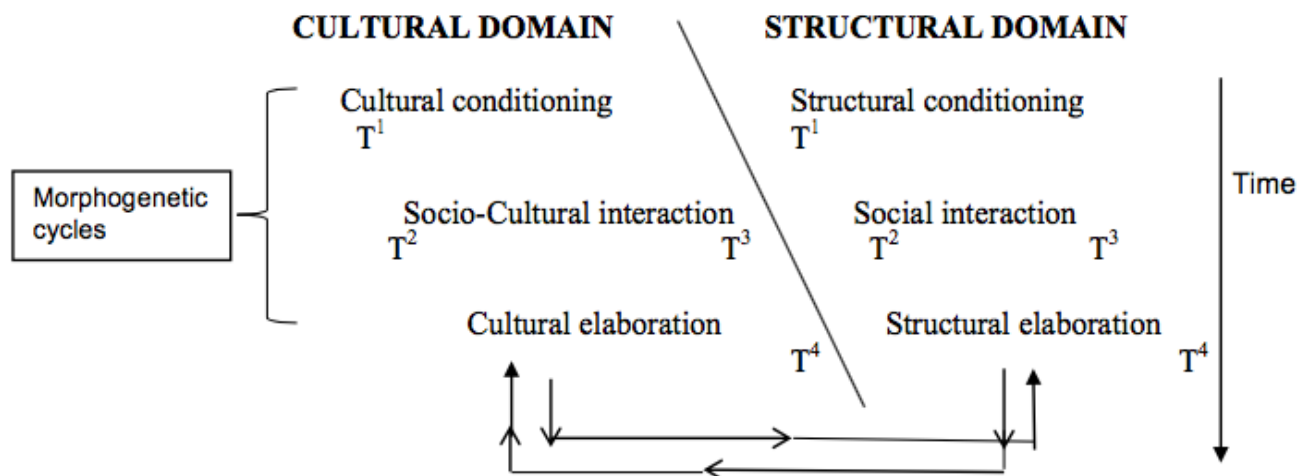 CULTURAL DOMAIN STRUCTURAL DOMAIN
Cultural conditioning Structural conditioning
T¹ T¹
Morphogenetic
cycles
Time
Socio-Cultural interaction Social interaction
T² T³ T² T³
Cultural elaboration Structural elaboration
T⁴ T⁴